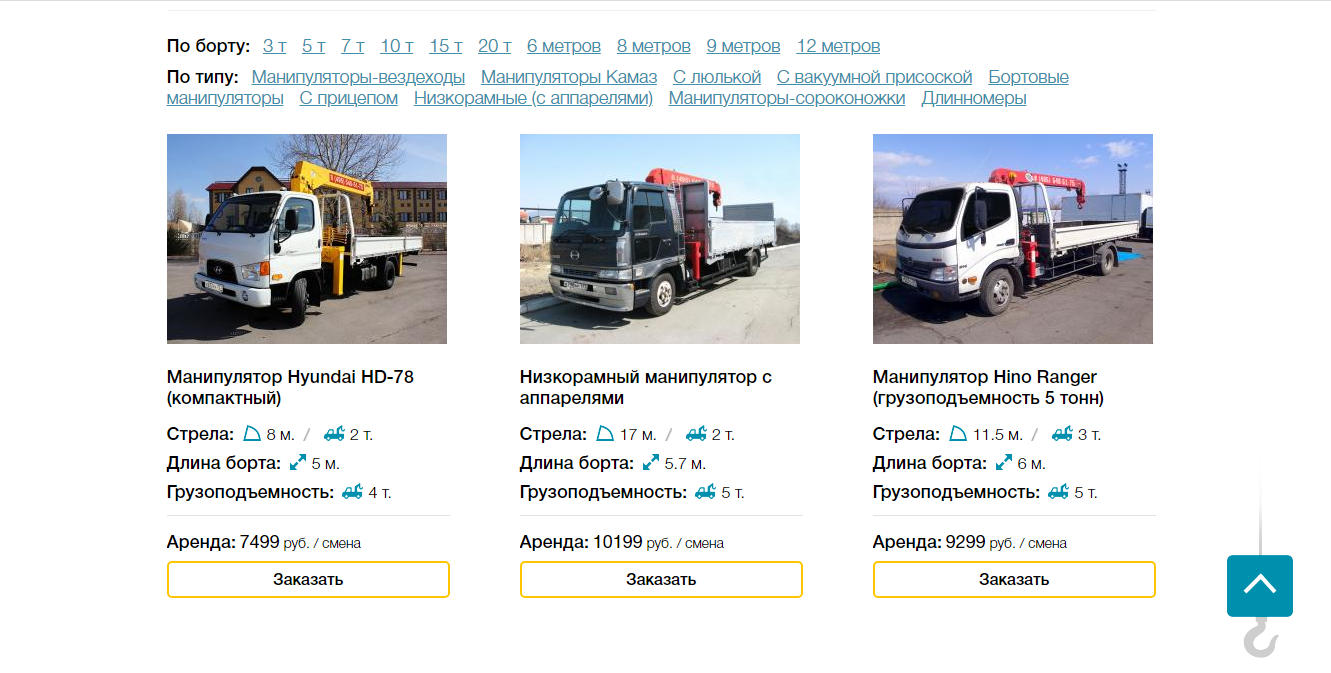 По борту: 3 т 5 т 7 т 10 т 15 т 20 т 6 метров 8 метров 9 метров 12 метров
По типу: Манипуляторы-вездеходы Манипуляторы Камаз С люлькой С вакуумной присоской Бортовые
манипуляторы С прицепом Низкорамные (с аппарелями) Манипуляторы-сороконожки Длинномеры
Манипулятор Hyundai HD-78
(компактный)
Стрела: 8 м. / 2 т.
Длина борта: 5 м.
Грузоподъемность: 4 т.
Аренда: 7499 руб. / смена
Заказать
Низкорамный манипулятор с
аппарелями
Стрела: 17 м. / 2 т.
Длина борта: 5.7 м.
Грузоподъемность: 5 т.
Аренда: 10199 руб. / смена
Заказать
Манипулятор Hino Ranger
(грузоподъемность 5 тонн)
Стрела: 11.5 м. / 3 т.
Длина борта: 6 м.
Грузоподъемность: 5 т.
Аренда: 9299 руб. / смена
Заказать